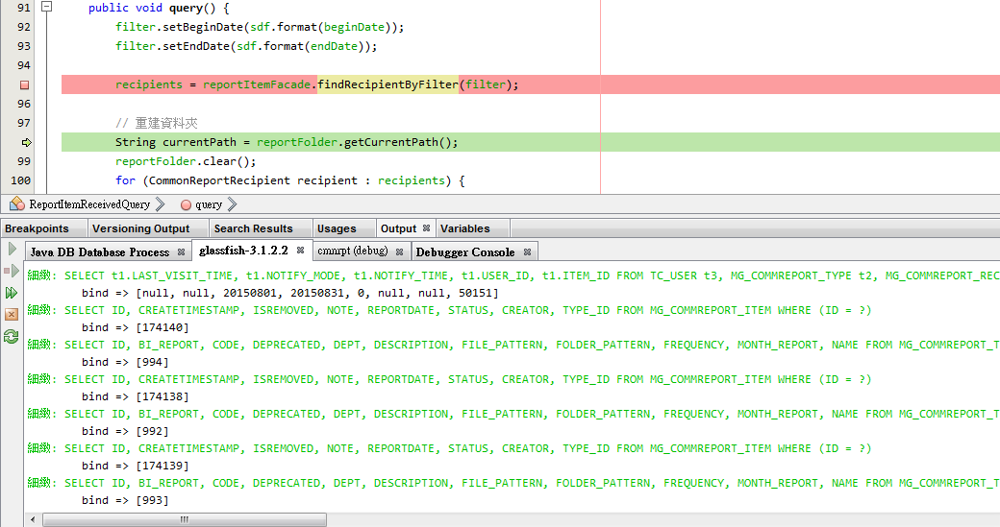 91 public void query() {
92 filter.setBeginDate(sdf.format(beginDate));
93 filter.setEndDate(sdf.format(endDate));
94
recipients = reportItemFacade.findRecipientByFilter(filter);
96
97 // 重建資料夾
String currentPath = reportFolder.getCurrentPath();
99 reportFolder.clear();
100 for (CommonReportRecipient recipient : recipients) {
ReportItemReceivedQuery query
Breakpoints Versioning Output Search Results Usages Output Variables
Java DB Database Process glassfish-3.1.2.2 cmnrpt (debug) Debugger Console
細緻: SELECT t1.LAST_VISIT_TIME, t1.NOTIFY_MODE, t1.NOTIFY_TIME, t1.USER_ID, t1.ITEM_ID FROM TC_USER t3, MG_COMMREPORT_TYPE t2, MG_COMMREPORT_REC
bind => [null, null, 20150801, 20150831, 0, null, null, 50151]
細緻: SELECT ID, CREATETIMESTAMP, ISREMOVED, NOTE, REPORTDATE, STATUS, CREATOR, TYPE_ID FROM MG_COMMREPORT_ITEM WHERE (ID = ?)
bind => [174140]
細緻: SELECT ID, BI_REPORT, CODE, DEPRECATED, DEPT, DESCRIPTION, FILE_PATTERN, FOLDER_PATTERN, FREQUENCY, MONTH_REPORT, NAME FROM MG_COMMREPORT_T
bind => [994]
細緻: SELECT ID, CREATETIMESTAMP, ISREMOVED, NOTE, REPORTDATE, STATUS, CREATOR, TYPE_ID FROM MG_COMMREPORT_ITEM WHERE (ID = ?)
bind => [174138]
細緻: SELECT ID, BI_REPORT, CODE, DEPRECATED, DEPT, DESCRIPTION, FILE_PATTERN, FOLDER_PATTERN, FREQUENCY, MONTH_REPORT, NAME FROM MG_COMMREPORT_T
bind => [992]
細緻: SELECT ID, CREATETIMESTAMP, ISREMOVED, NOTE, REPORTDATE, STATUS, CREATOR, TYPE_ID FROM MG_COMMREPORT_ITEM WHERE (ID = ?)
bind => [174139]
細緻: SELECT ID, BI_REPORT, CODE, DEPRECATED, DEPT, DESCRIPTION, FILE_PATTERN, FOLDER_PATTERN, FREQUENCY, MONTH_REPORT, NAME FROM MG_COMMREPORT_T
bind => [993]